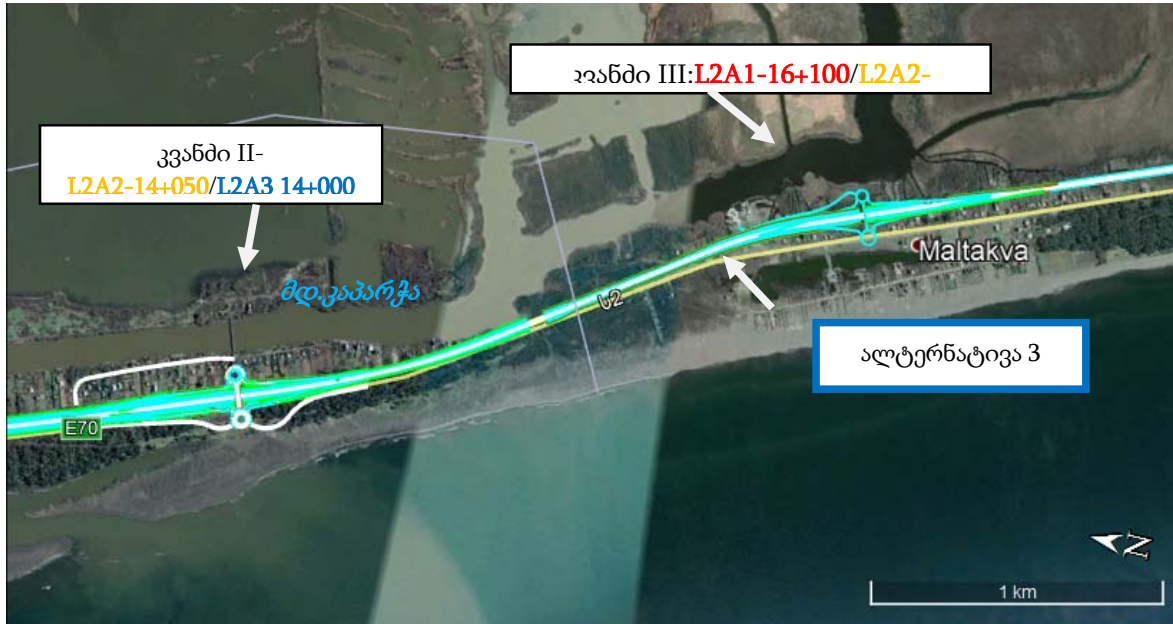 კვანძი III:L2A1-16+100/L2A2-
კვანძი II-
L2A2-14+050/L2A3 14+000
მდ.კაპარჭა
Maltakva
ალტერნატივა 3
E70
N
1 km